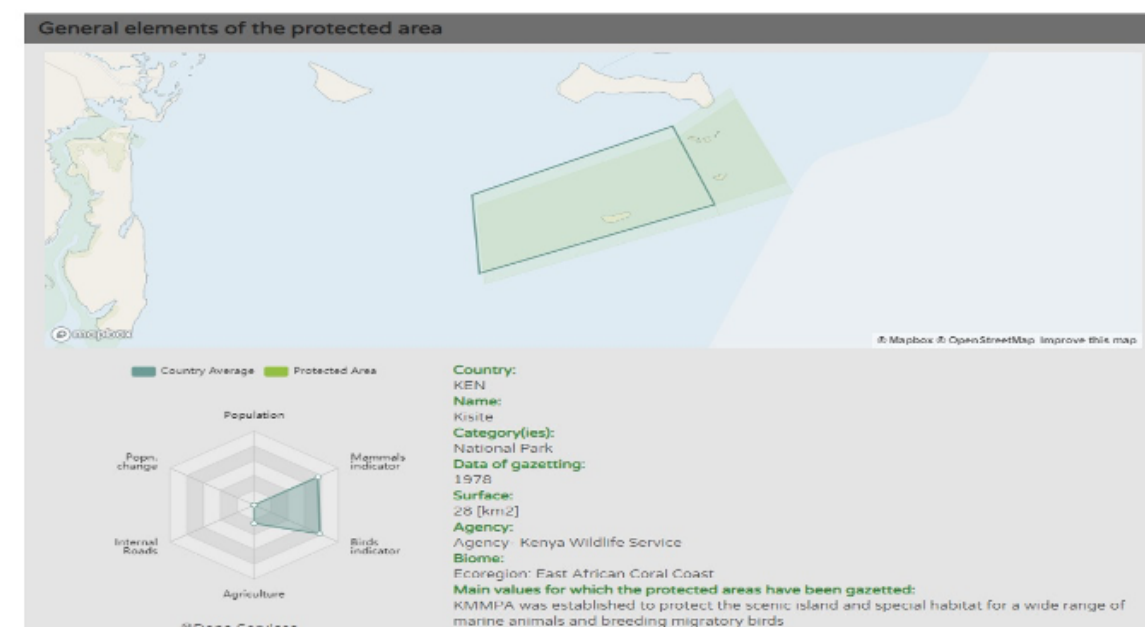 General elements of the protected area
mapbox
© Mapbox © OpenStreetMap Improve this map
Country Average
Protected Area
Population
Popn.
change
Mammals
indicator
Internal
Roads
Birds
indicator
Agriculture
Country:
KEN
Name:
Kisite
Category(ies):
National Park
Data of gazetting:
1978
Surface:
28 [km2]
Agency:
Agency- Kenya Wildlife Service
Biome:
Ecoregion: East African Coral Coast
Main values for which the protected areas have been gazetted:
KMMPA was established to protect the scenic island and special habitat for a wide range of
marine animals and breeding migratory birds